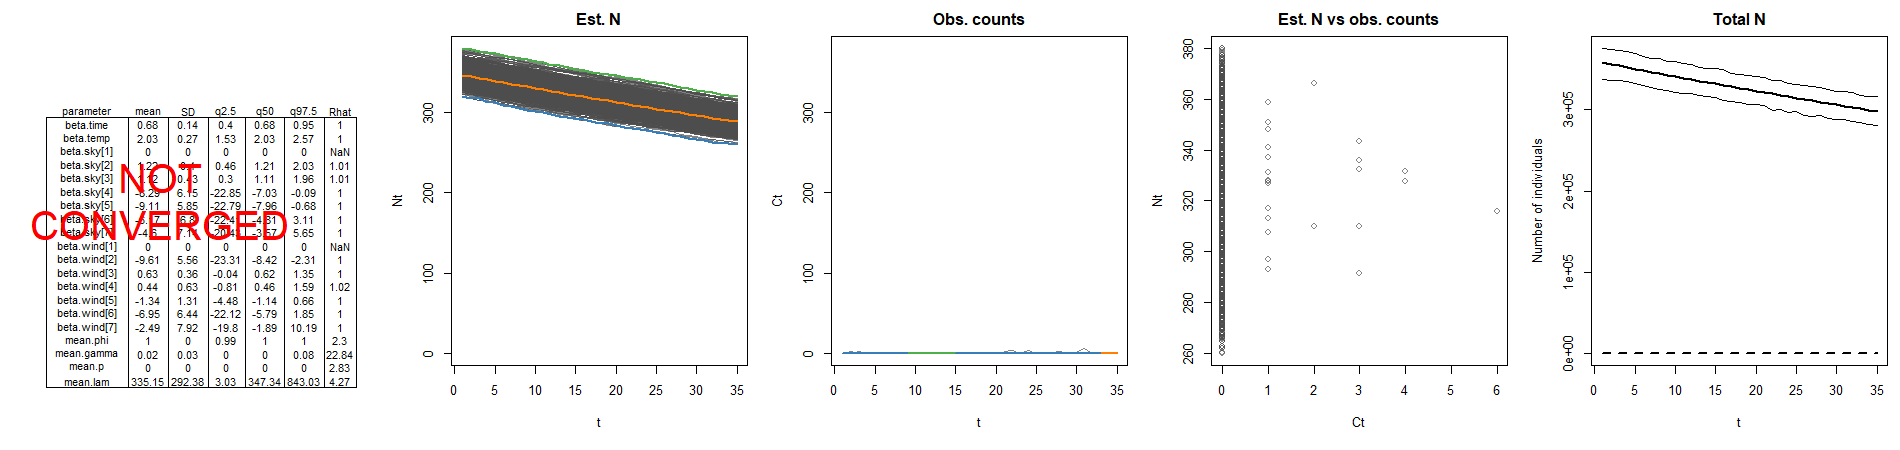 parameter mean SD q2.5 q50 q97.5 Rhat
beta.time 0.68 0.14 0.4 0.68 0.95 1
beta.temp 2.03 0.27 1.53 2.03 2.57 1
beta.sky[1] 0 0 0 0 0 NaN
beta.sky[2] 0.46 1.21 2.03 1.01
beta.sky[3] 0.3 1.11 1.96 1.01
beta.sky[4] 6.15 -22.85 -7.03 -0.09 1
beta.sky[5] -9.11 5.85 -22.79 -7.96 -0.68 1
3.11 1
5.65 1
NOT
CONVERGED
beta.wind[1] 0 0 0 0 0 NaN
beta.wind[2] -9.61 5.56 -23.31 -8.42 -2.31 1
beta.wind[3] 0.63 0.36 -0.04 0.62 1.35 1
beta.wind[4] 0.44 0.63 -0.81 0.46 1.59 1.02
beta.wind[5] -1.34 1.31 -4.48 -1.14 0.66 1
beta.wind[6] -6.95 6.44 -22.12 -5.79 1.85 1
beta.wind[7] -2.49 7.92 -19.8 -1.89 10.19 1
mean.phi 1 0 0.99 1 1 2.3
mean.gamma 0.02 0.03 0 0 0.08 22.84
mean.p 0 0 0 0 0 2.83
mean.lam 335.15 292.38 3.03 347.34 843.03 4.27
Est. N
Nt
0 100 200 300
0 5 10 15 20 25 30 35
t
Obs. counts
Ct
0 100 200 300
0 5 10 15 20 25 30 35
t
Est. N vs obs. counts
Nt
260 280 300 320 340 360 380
0 1 2 3 4 5 6
Ct
Total N
Number of individuals
0e+00 1e+05 2e+05 3e+05
0 5 10 15 20 25 30 35
t